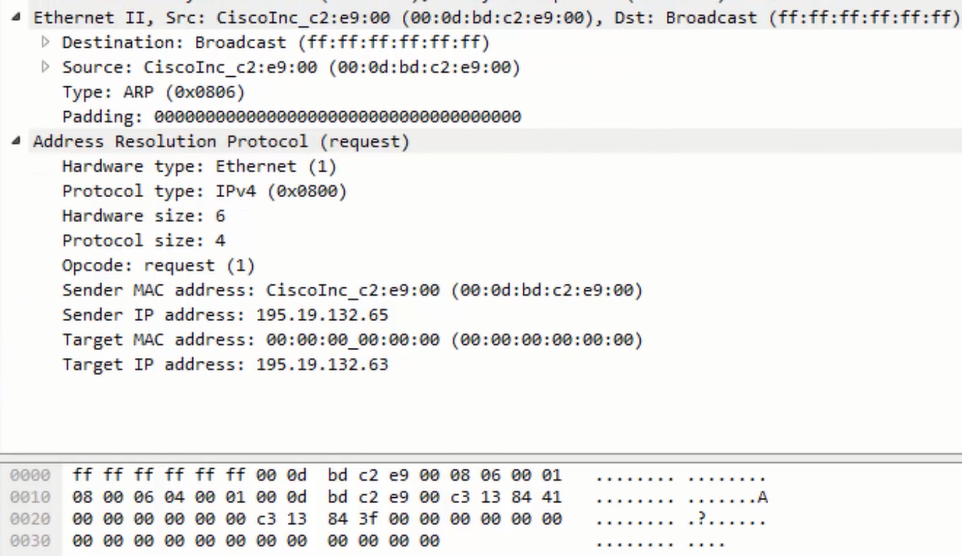 Ethernet II, Src: CiscoInc_c2:e9:00 (00:0d:bd:c2:e9:00), Dst: Broadcast (ff:ff:ff:ff:ff:ff)
Destination: Broadcast (ff:ff:ff:ff:ff:ff)
Source: CiscoInc_c2:e9:00 (00:0d:bd:c2:e9:00)
Type: ARP (0x0806)
Padding: 000000000000000000000000000000000000
Address Resolution Protocol (request)
Hardware type: Ethernet (1)
Protocol type: IPv4 (0x0800)
Hardware size: 6
Protocol size: 4
Opcode: request (1)
Sender MAC address: CiscoInc_c2:e9:00 (00:0d:bd:c2:e9:00)
Sender IP address: 195.19.132.65
Target MAC address: 00:00:00_00:00:00 (00:00:00:00:00:00)
Target IP address: 195.19.132.63
0000 ff ff ff ff ff ff 00 0d bd c2 e9 00 08 06 00 01 ........ ........
0010 08 00 06 04 00 01 00 0d bd c2 e9 00 c3 13 84 41 ........ .......A
0020 00 00 00 00 00 00 c3 13 84 3f 00 00 00 00 00 00 ........ .?......
0030 00 00 00 00 00 00 00 00 00 00 00 00 ........ ....